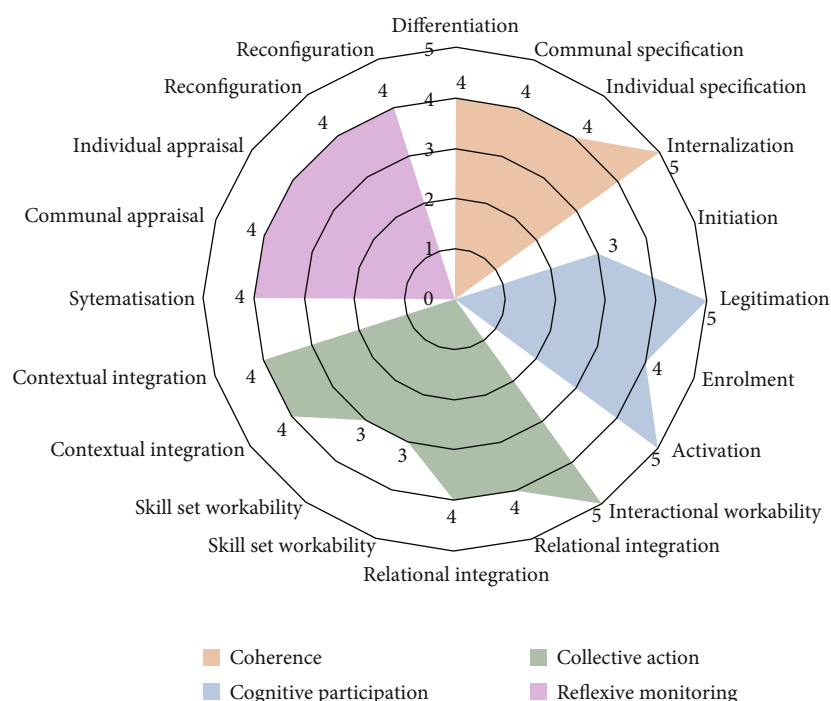 Differentiation
Communal specification
Individual specification
Internalization
Initiation
Legitimation
Enrolment
Activation
Interactional workability
Relational integration
Relational integration
Skill set workability
Skill set workability
Contextual integration
Contextual integration
Sytematisation
Communal appraisal
Individual appraisal
Reconfiguration
Reconfiguration
5
4
3
2
1
0
4
4
4
5
3
5
4
5
5
4
4
3
3
4
4
4
4
4
4
Coherence
Cognitive participation
Collective action
Reflexive monitoring